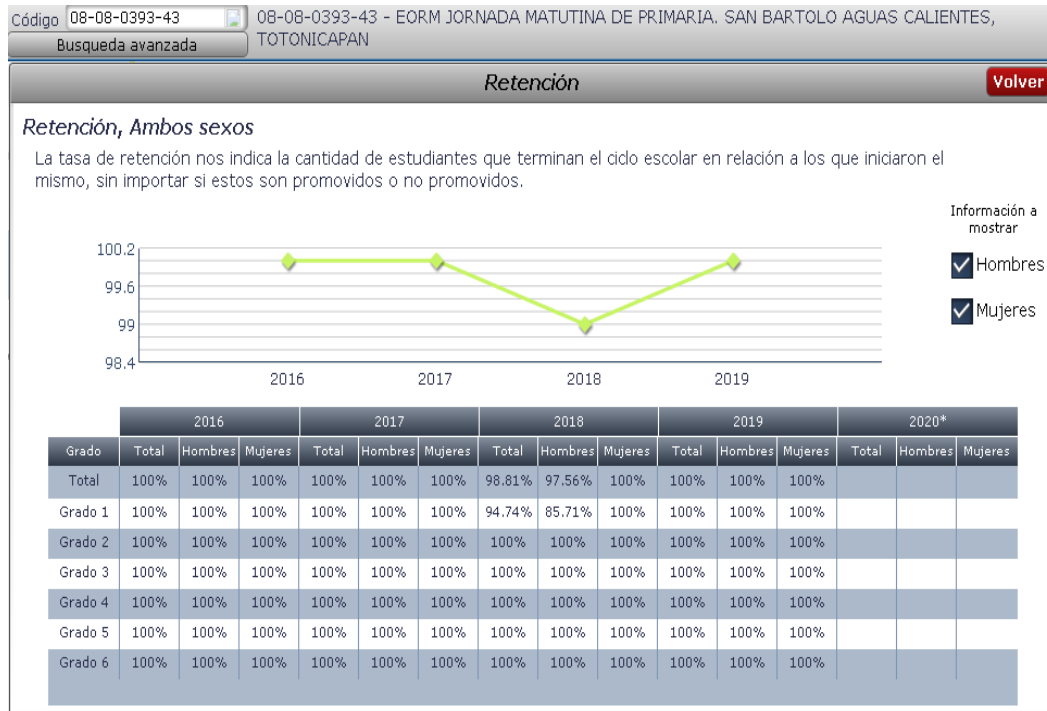 Código 08-08-0393-43
08-08-0393-43 - EORM JORNADA MATUTINA DE PRIMARIA. SAN BARTOLO AGUAS CALIENTES,
Busqueda avanzada
TOTONICAPAN
Retención
Volver
Retención, Ambos sexos
La tasa de retención nos indica la cantidad de estudiantes que terminan el ciclo escolar en relación a los que iniciaron el
mismo, sin importar si estos son promovidos o no promovidos.
Información a
mostrar
Hombres
Mujeres
100.2
99.6
99
98.4
2016 2017 2018 2019
2016 2017 2018 2019 2020*
Grado Total Hombres Mujeres Total Hombres Mujeres Total Hombres Mujeres Total Hombres Mujeres Total Hombres Mujeres
Total 100% 100% 100% 100% 100% 100% 98.81% 97.56% 100% 100% 100% 100%
Grado 1 100% 100% 100% 100% 100% 100% 94.74% 85.71% 100% 100% 100% 100%
Grado 2 100% 100% 100% 100% 100% 100% 100% 100% 100% 100% 100% 100%
Grado 3 100% 100% 100% 100% 100% 100% 100% 100% 100% 100% 100% 100%
Grado 4 100% 100% 100% 100% 100% 100% 100% 100% 100% 100% 100% 100%
Grado 5 100% 100% 100% 100% 100% 100% 100% 100% 100% 100% 100% 100%
Grado 6 100% 100% 100% 100% 100% 100% 100% 100% 100% 100% 100% 100%